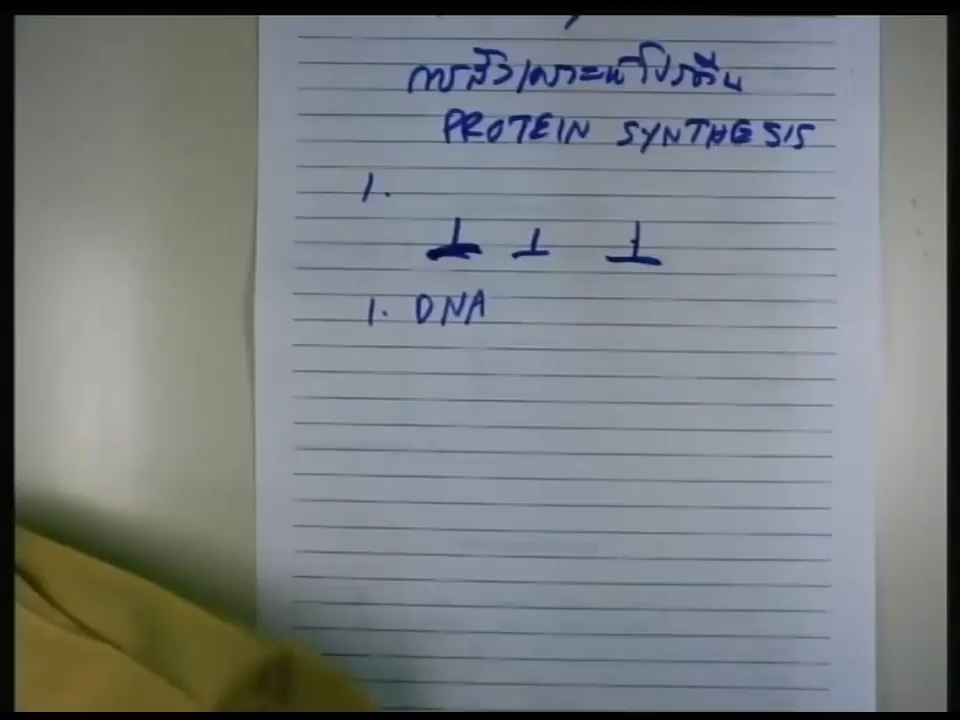 การสังเคราะห์โปรตีน
PROTEIN SYNTHESIS
1.
1. DNA